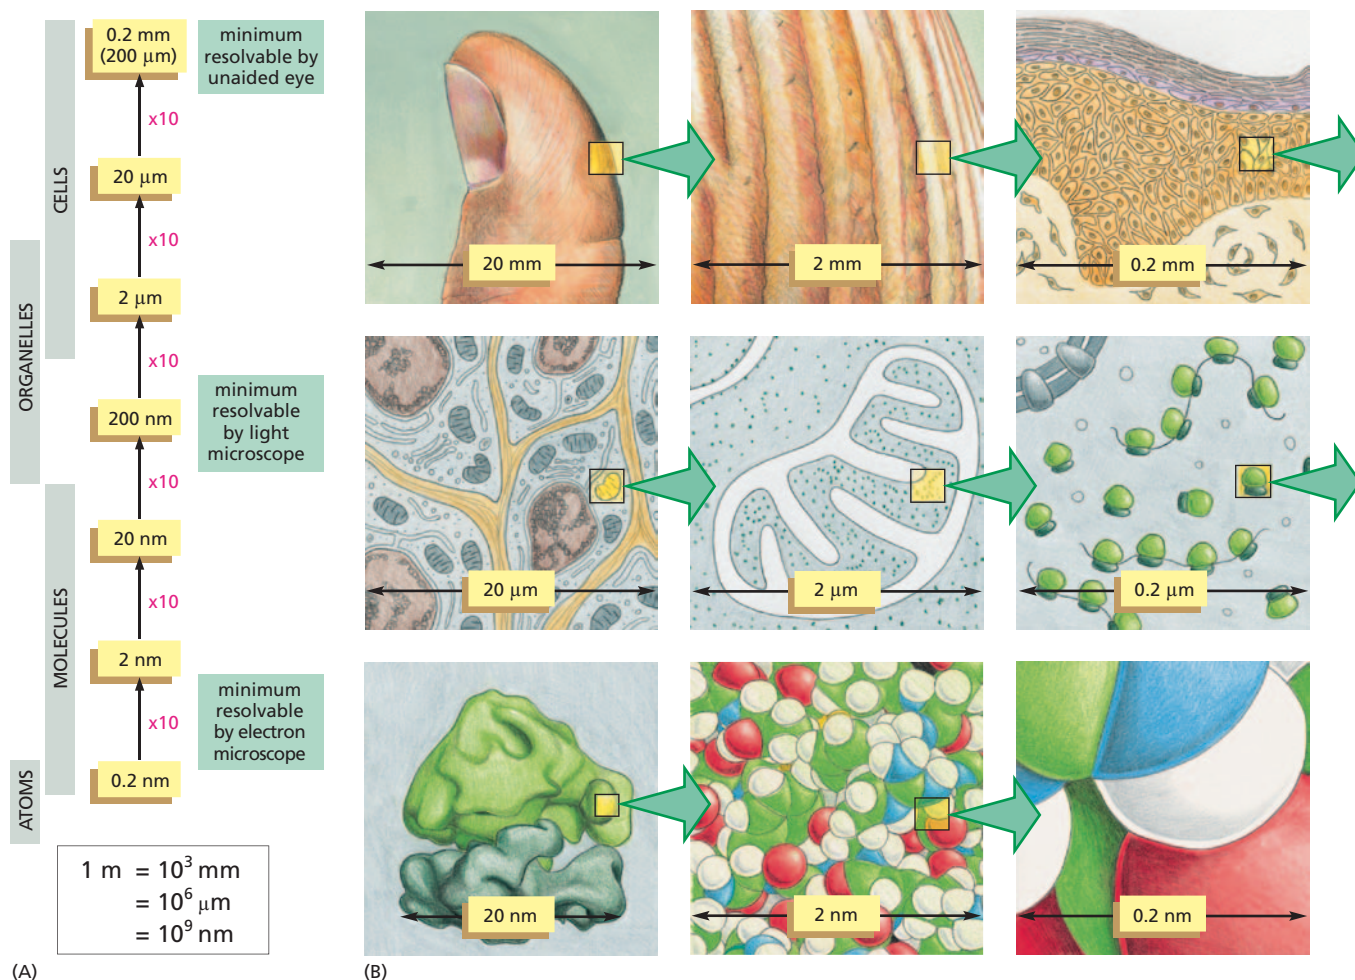 0.2 mm
(200 μm)
minimum
resolvable by
unaided eye
x10
20 μm
x10
2 μm
x10
200 nm
minimum
resolvable
by light
microscope
x10
20 nm
x10
2 nm
minimum
resolvable
by electron
microscope
x10
0.2 nm
CELLS
ORGANELLES
MOLECULES
ATOMS
1 m = 10³ mm
= 10⁶ μm
= 10⁹ nm
(A)
20 mm
2 mm
0.2 mm
20 μm
2 μm
0.2 μm
20 nm
2 nm
0.2 nm
(B)